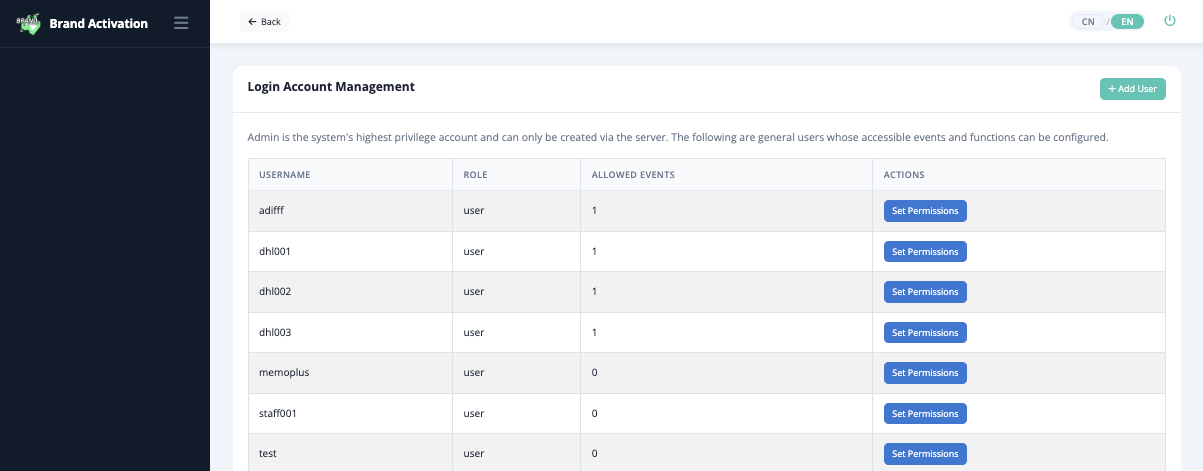 BRAND
Brand Activation
← Back
CN / EN
Login Account Management
+ Add User
Admin is the system's highest privilege account and can only be created via the server. The following are general users whose accessible events and functions can be configured.
USERNAME ROLE ALLOWED EVENTS ACTIONS
adifff user 1 Set Permissions
dhl001 user 1 Set Permissions
dhl002 user 1 Set Permissions
dhl003 user 1 Set Permissions
memoplus user 0 Set Permissions
staff001 user 0 Set Permissions
test user 0 Set Permissions